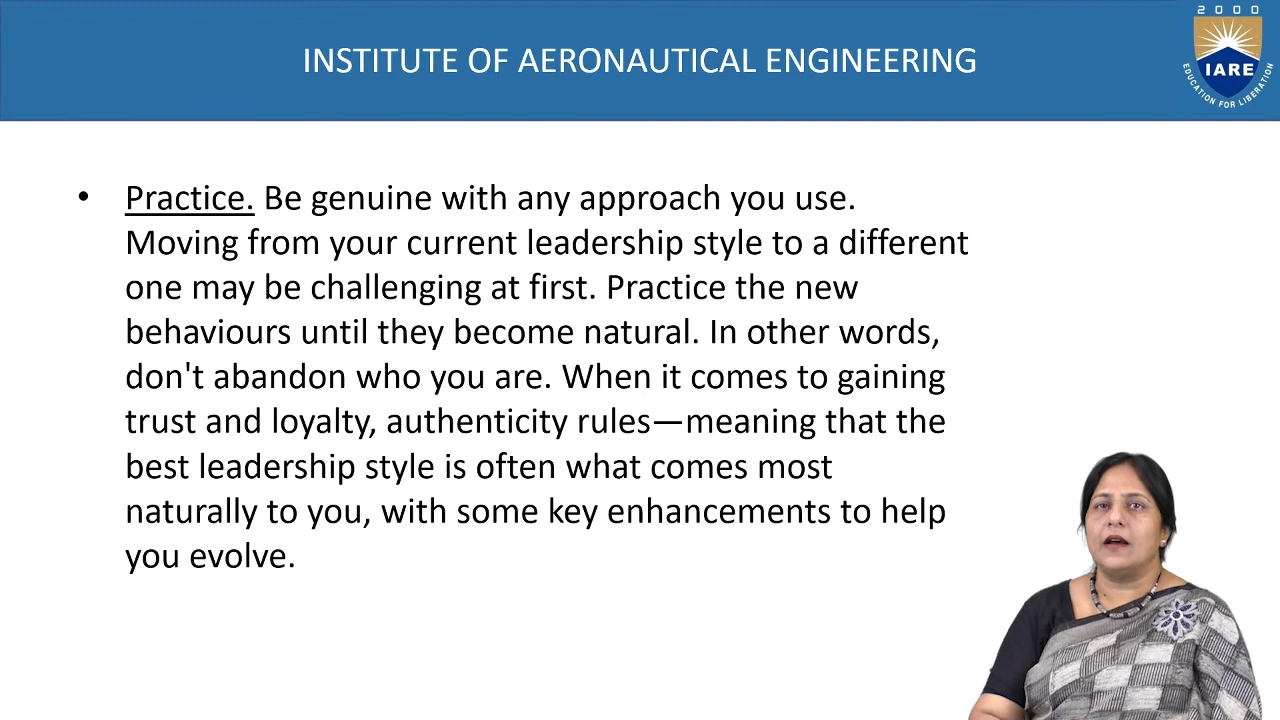 2000
INSTITUTE OF AERONAUTICAL ENGINEERING
IARE
EDUCATION FOR LIBERATION
• Practice. Be genuine with any approach you use.
Moving from your current leadership style to a different
one may be challenging at first. Practice the new
behaviours until they become natural. In other words,
don't abandon who you are. When it comes to gaining
trust and loyalty, authenticity rules—meaning that the
best leadership style is often what comes most
naturally to you, with some key enhancements to help
you evolve.